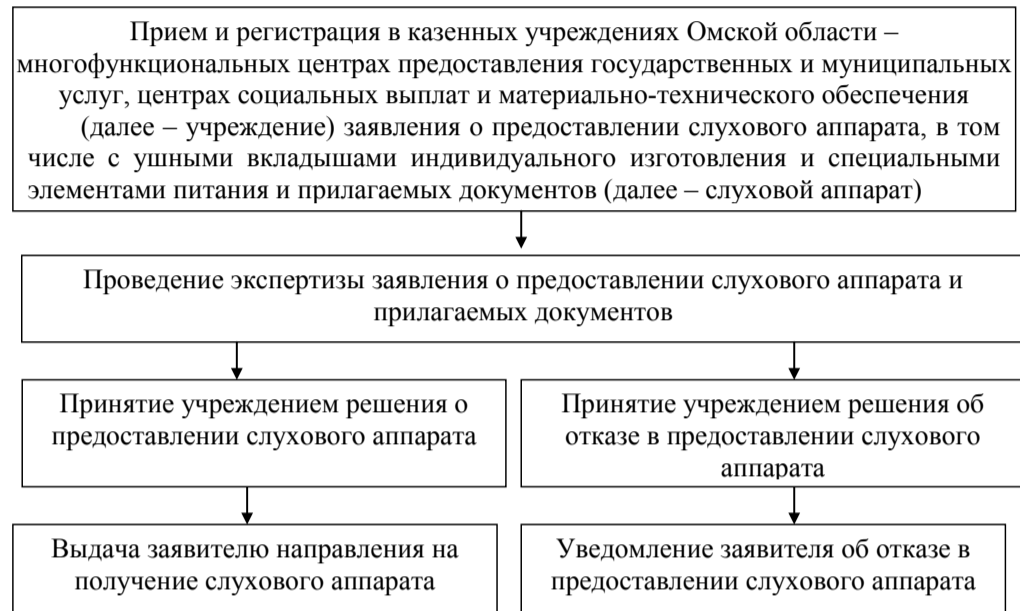 Прием и регистрация в казенных учреждениях Омской области –
многофункциональных центрах предоставления государственных и муниципальных
услуг, центрах социальных выплат и материально-технического обеспечения
(далее – учреждение) заявления о предоставлении слухового аппарата, в том
числе с ушными вкладышами индивидуального изготовления и специальными
элементами питания и прилагаемых документов (далее – слуховой аппарат)
Проведение экспертизы заявления о предоставлении слухового аппарата и
прилагаемых документов
Принятие учреждением решения о
предоставлении слухового аппарата
Принятие учреждением решения об
отказе в предоставлении слухового
аппарата
Выдача заявителю направления на
получение слухового аппарата
Уведомление заявителя об отказе в
предоставлении слухового аппарата